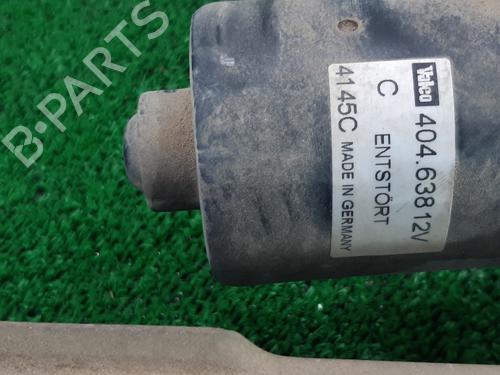 B-PARTS
Valeo
404.638 12V
C ENTSTÖRT
4145C MADE IN GERMANY